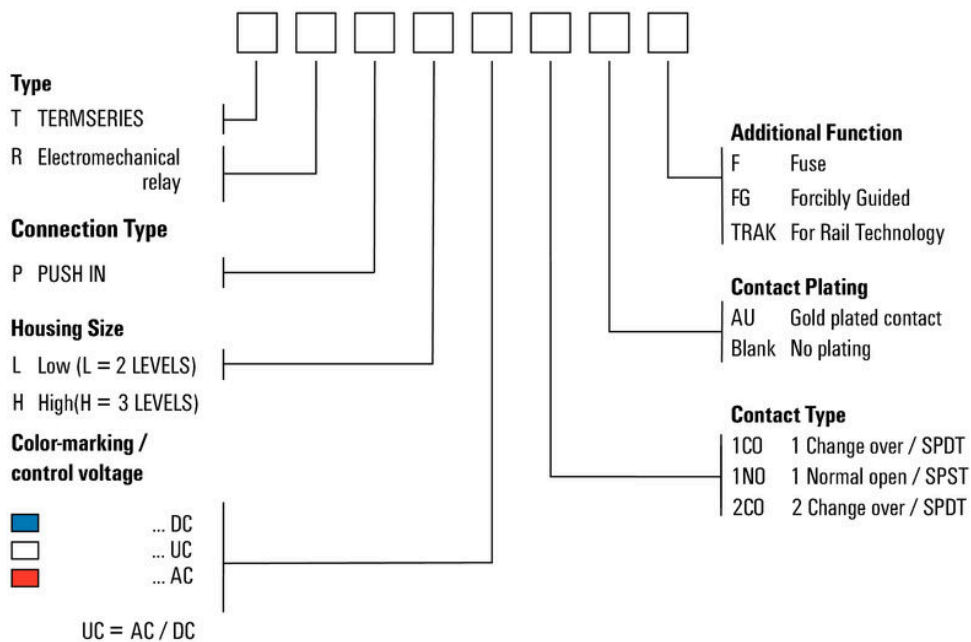 Type
T TERMSERIES
R Electromechanical
relay
Connection Type
P PUSH IN
Housing Size
L Low (L = 2 LEVELS)
H High(H = 3 LEVELS)
Color-marking /
control voltage
... DC
... UC
... AC
UC = AC / DC
Additional Function
F Fuse
FG Forcibly Guided
TRAK For Rail Technology
Contact Plating
AU Gold plated contact
Blank No plating
Contact Type
1CO 1 Change over / SPDT
1NO 1 Normal open / SPST
2CO 2 Change over / SPDT